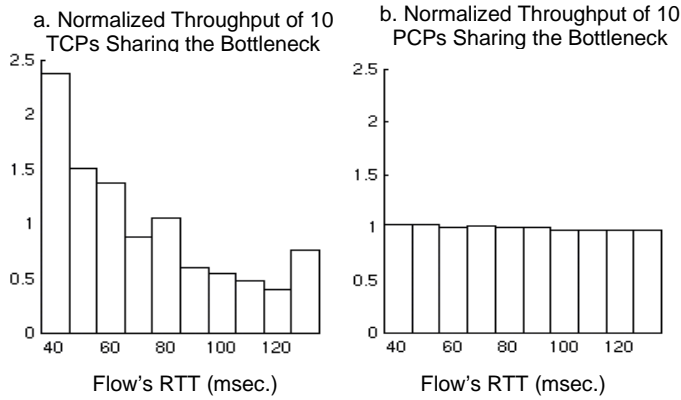 a. Normalized Throughput of 10
TCPs Sharing the Bottleneck
2.5
2
1.5
1
0.5
0
40 60 80 100 120
Flow's RTT (msec.)
b. Normalized Throughput of 10
PCPs Sharing the Bottleneck
2.5
2
1.5
1
0.5
0
40 60 80 100 120
Flow's RTT (msec.)